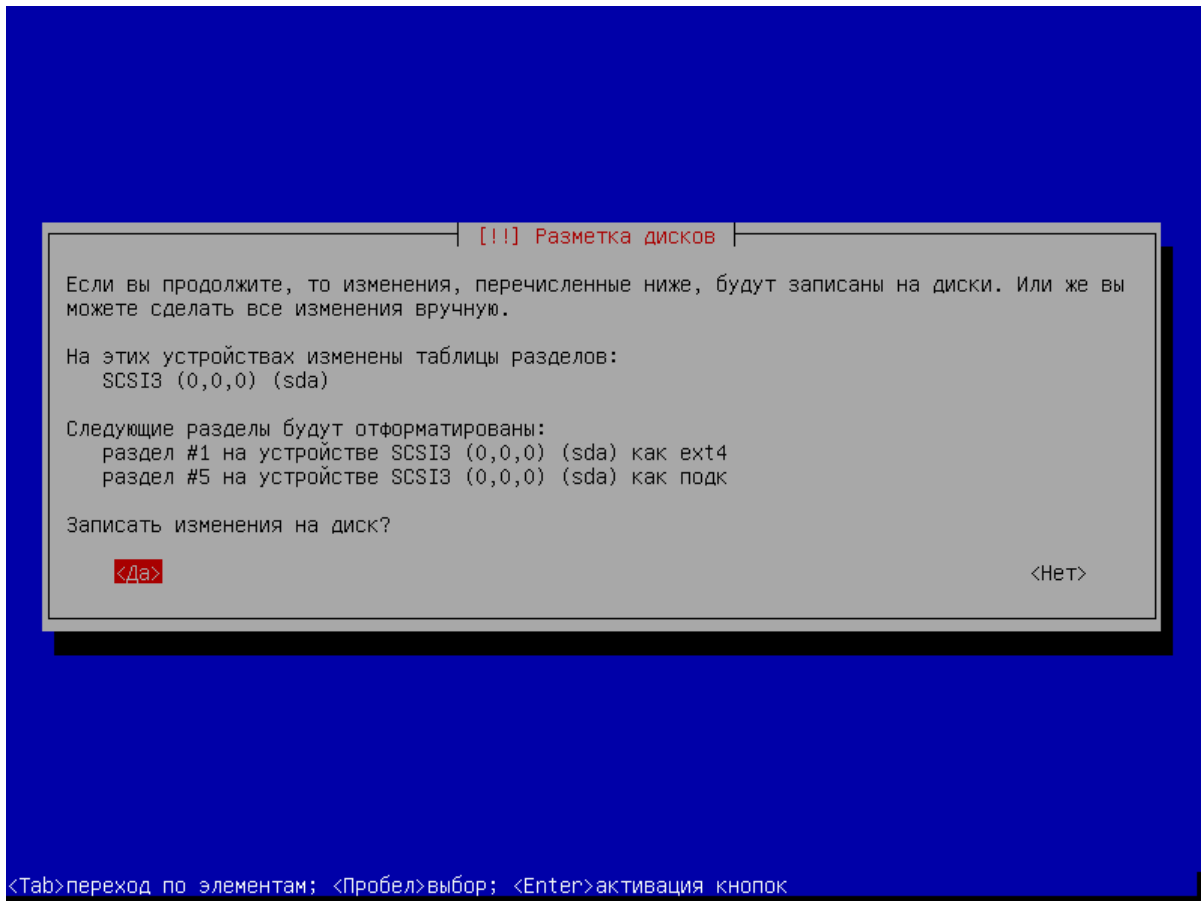 [!!] Разметка дисков
Если вы продолжите, то изменения, перечисленные ниже, будут записаны на диски. Или же вы
можете сделать все изменения вручную.
На этих устройствах изменены таблицы разделов:
SCSI3 (0,0,0) (sda)
Следующие разделы будут отформатированы:
раздел #1 на устройстве SCSI3 (0,0,0) (sda) как ext4
раздел #5 на устройстве SCSI3 (0,0,0) (sda) как подк
Записать изменения на диск?
<Да> <Нет>
<Tab>переход по элементам; <Пробел>выбор; <Enter>активация кнопок